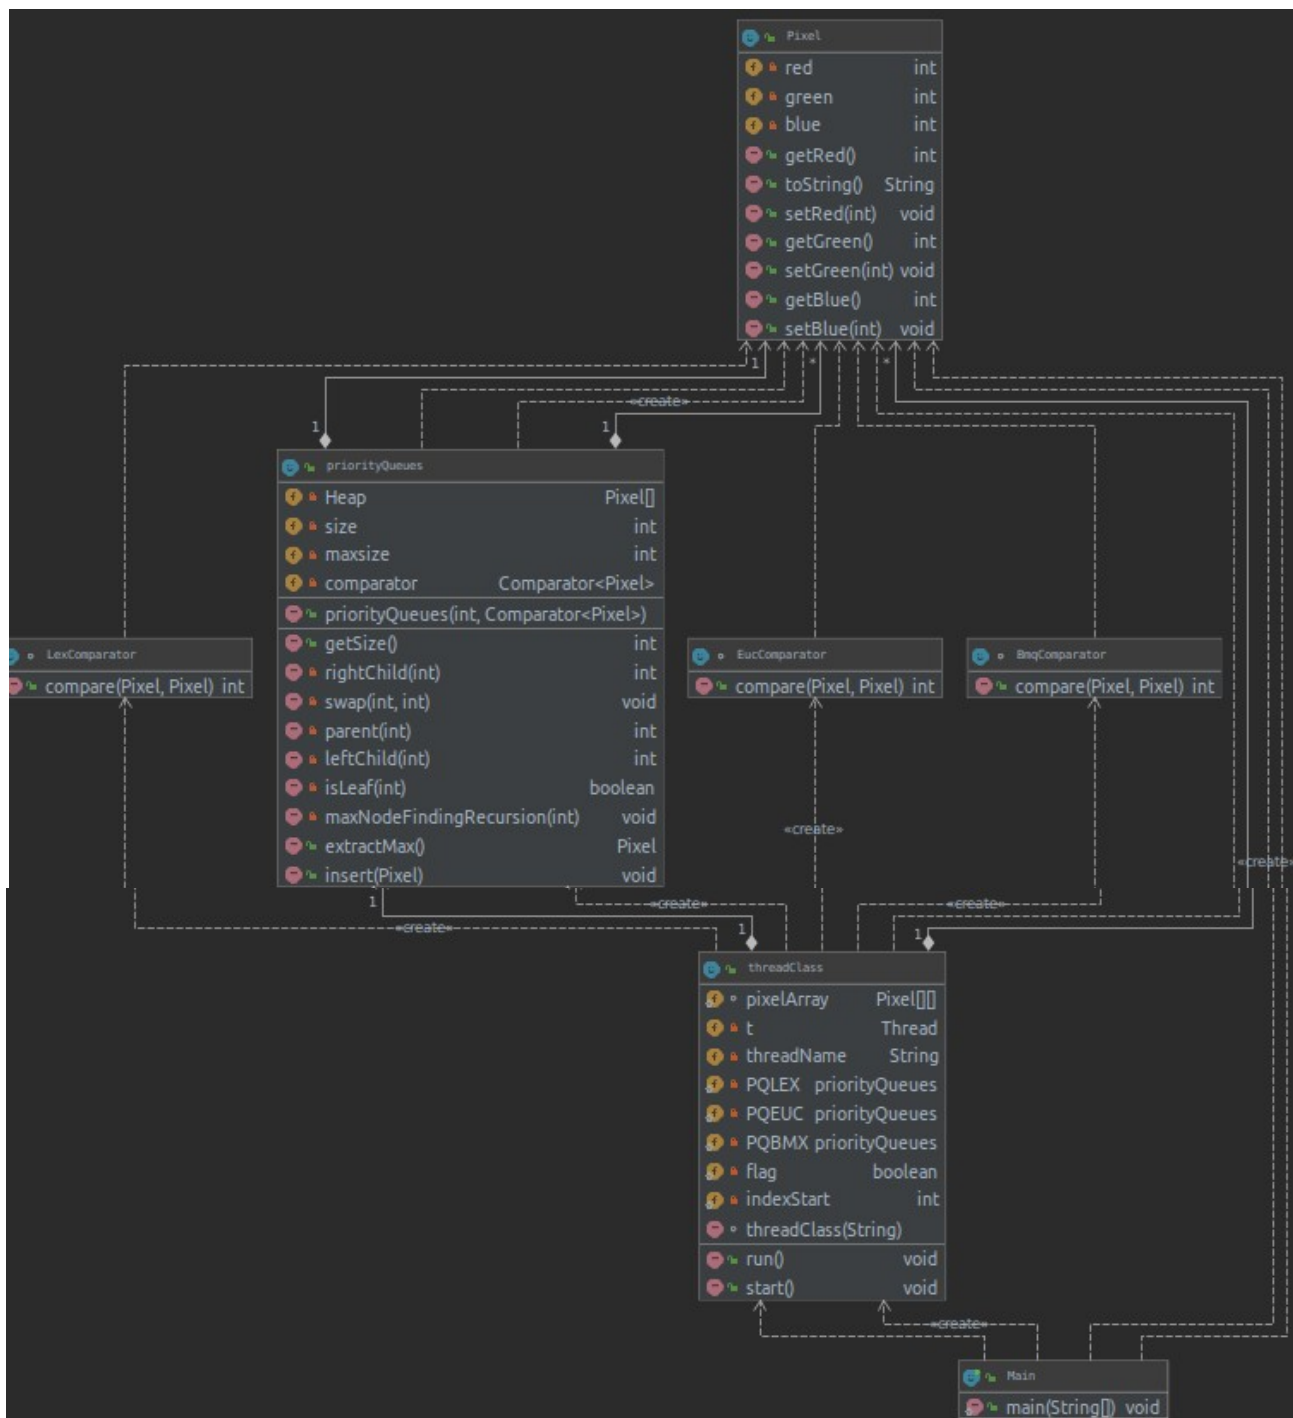 Pixel
red int
green int
blue int
getRed() int
toString() String
setRed(int) void
getGreen() int
setGreen(int) void
getBlue() int
setBlue(int) void
1 * *
«create»
1 1
priorityQueues
Heap Pixel[]
size int
maxsize int
comparator Comparator<Pixel>
priorityQueues(int, Comparator<Pixel>)
getSize() int
rightChild(int) int
swap(int, int) void
parent(int) int
leftChild(int) int
isLeaf(int) boolean
maxNodeFindingRecursion(int) void
extractMax() Pixel
insert(Pixel) void
LexComparator
compare(Pixel, Pixel) int
EucComparator
compare(Pixel, Pixel) int
BmqComparator
compare(Pixel, Pixel) int
«create»
«create»
1 «create» «create»
«create» 1 1
threadClass
pixelArray Pixel[][]
t Thread
threadName String
PQLEX priorityQueues
PQEUC priorityQueues
PQBMX priorityQueues
flag boolean
indexStart int
threadClass(String)
run() void
start() void
«create»
Main
main(String[]) void